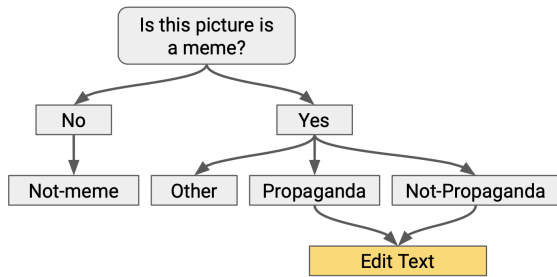 Is this picture is
a meme?
No
Yes
Not-meme
Other
Propaganda
Not-Propaganda
Edit Text